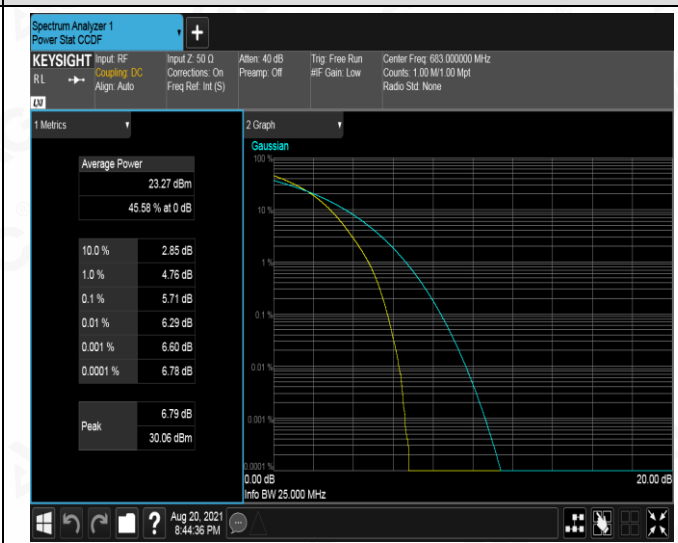 Spectrum Analyzer 1
Power Stat CCDF
+
KEYSIGHT
RL
LXI
Input: RF
Coupling: DC
Align: Auto
Input Z: 50 Ω
Corrections: On
Freq Ref: Int (S)
Atten: 40 dB
Preamp: Off
Trig: Free Run
#IF Gain: Low
Center Freq: 683.000000 MHz
Counts: 1.00 M/1.00 Mpt
Radio Std: None
1 Metrics
Average Power
23.27 dBm
45.58 % at 0 dB
10.0 % 2.85 dB
1.0 % 4.76 dB
0.1 % 5.71 dB
0.01 % 6.29 dB
0.001 % 6.60 dB
0.0001 % 6.78 dB
Peak
6.79 dB
30.06 dBm
2 Graph
Gaussian
100 %
10 %
1 %
0.1 %
0.01 %
0.001 %
0.0001 %
0.00 dB
20.00 dB
Info BW 25.000 MHz
?
Aug 20, 2021
8:44:36 PM